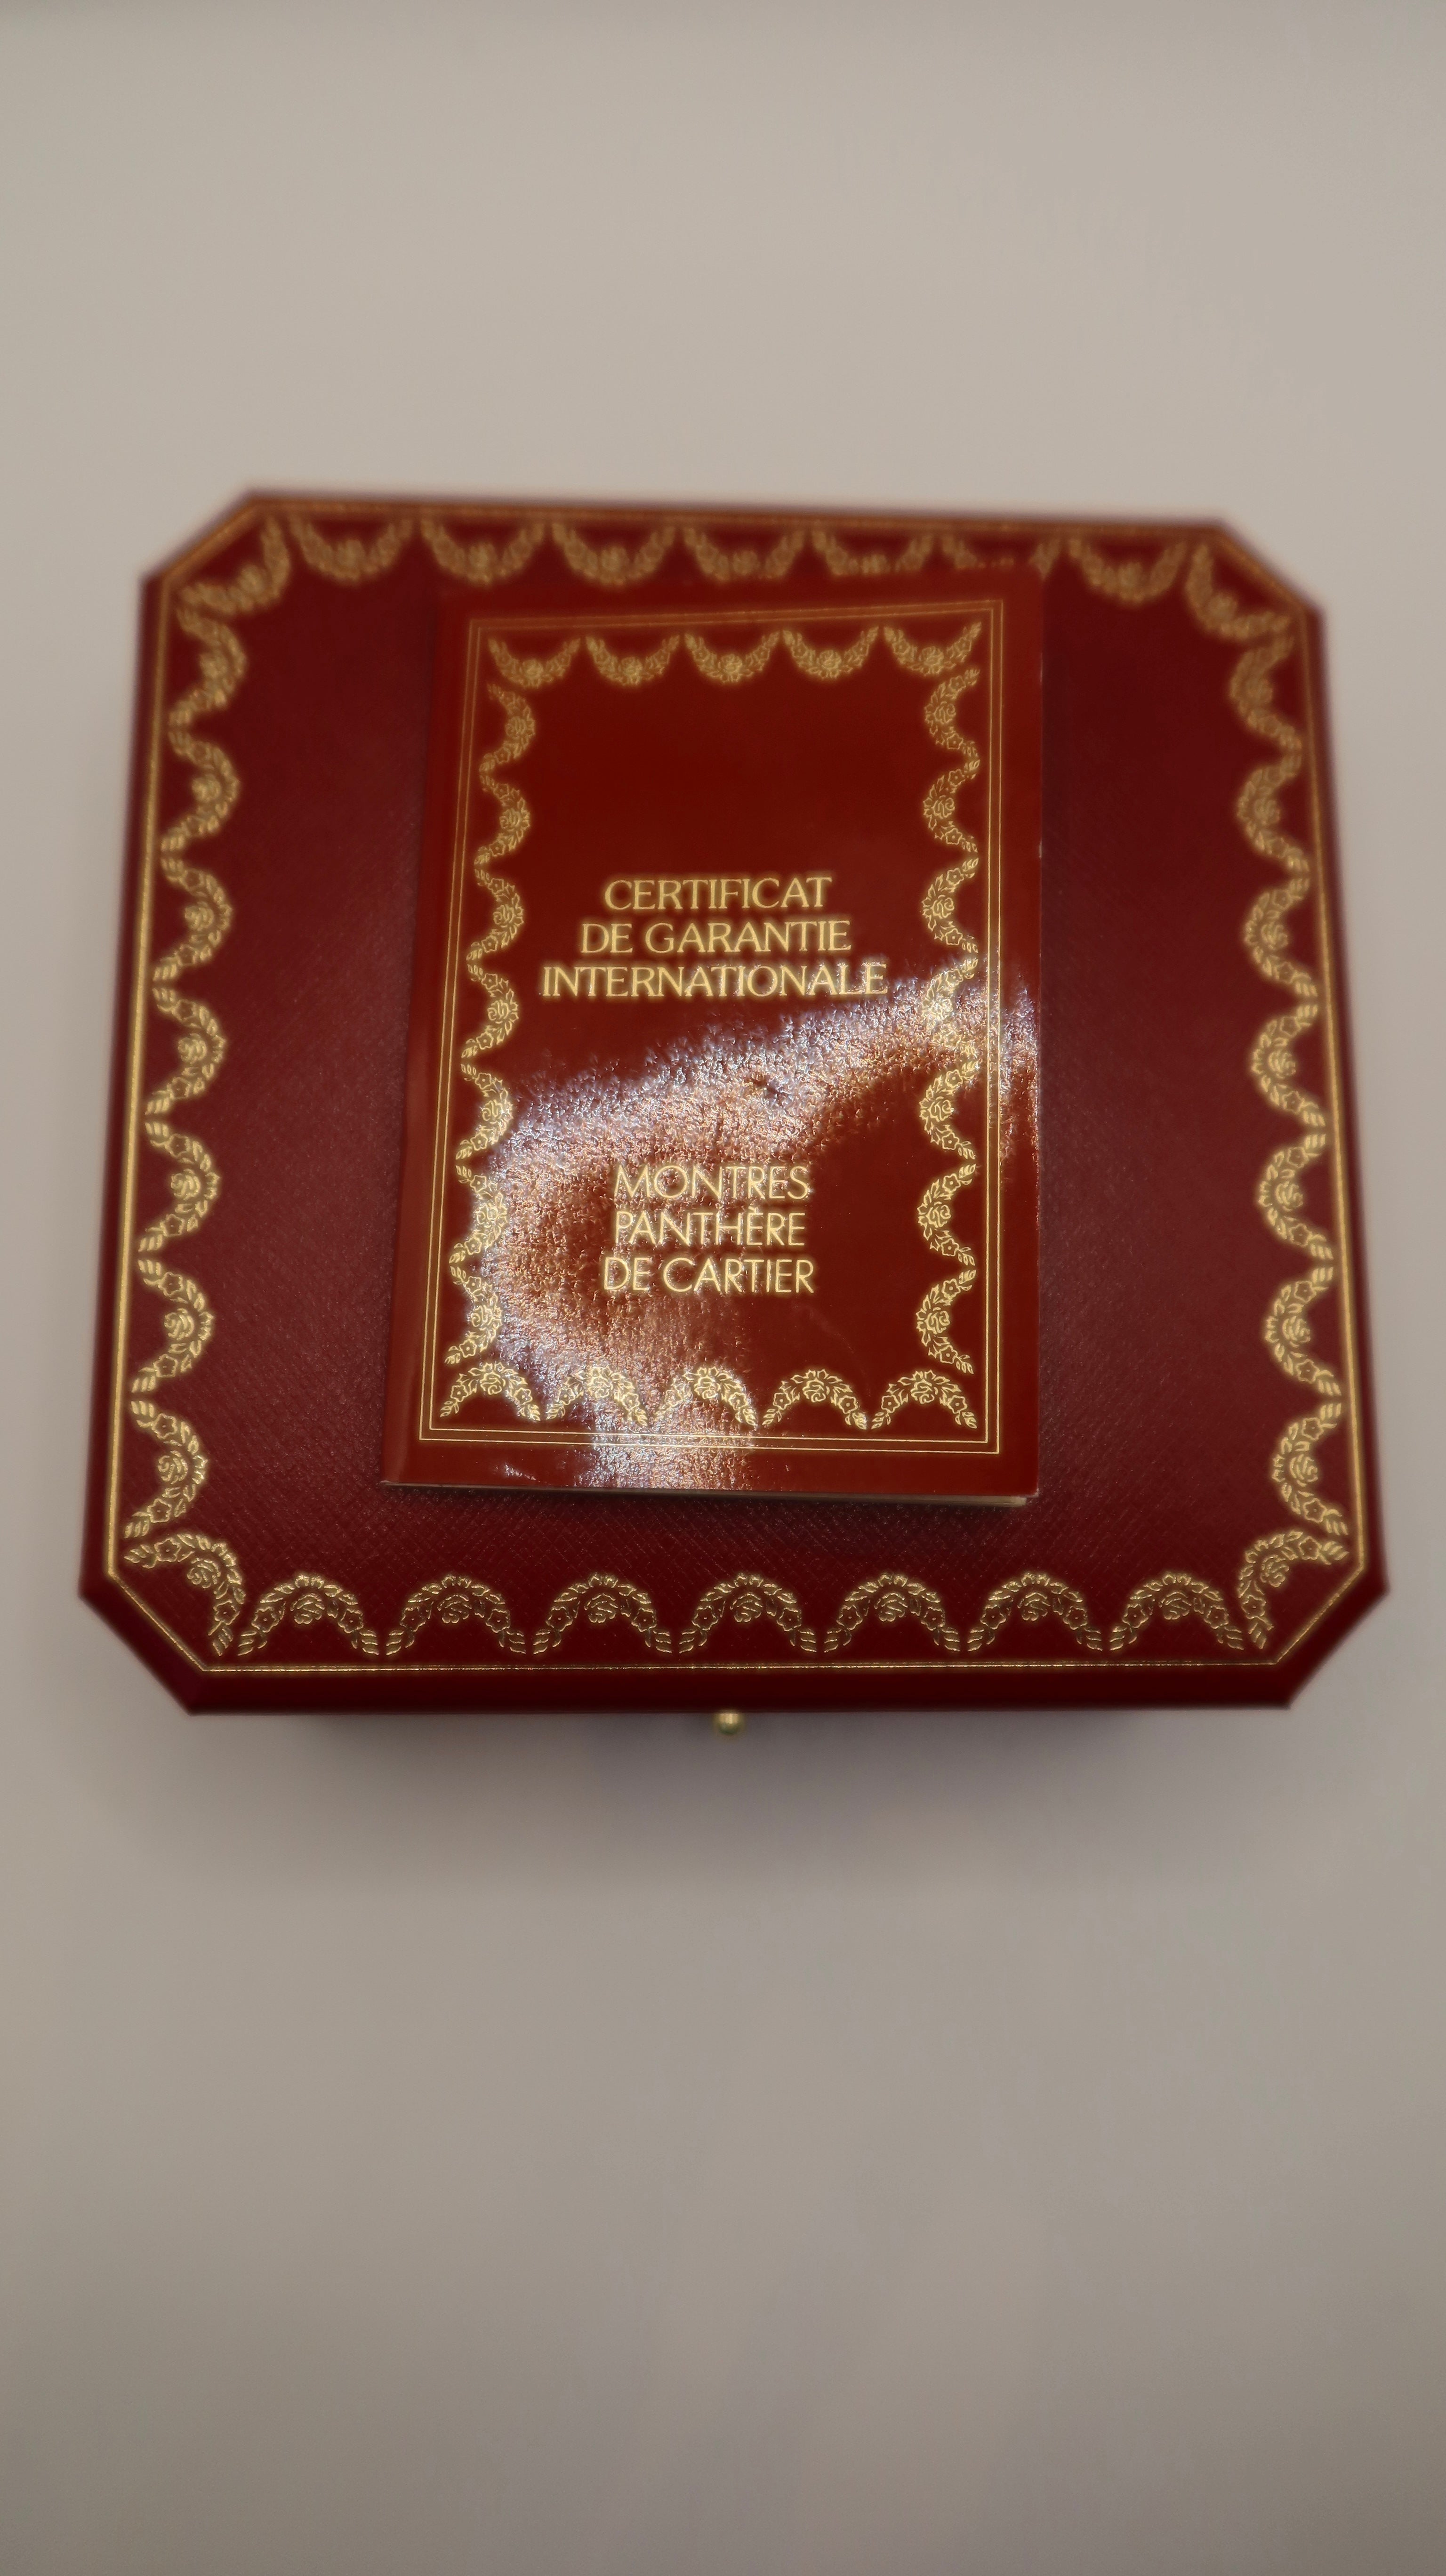 CERTIFICAT
DE GARANTIE
INTERNATIONALE
MONTRES
PANTHÈRE
DE CARTIER